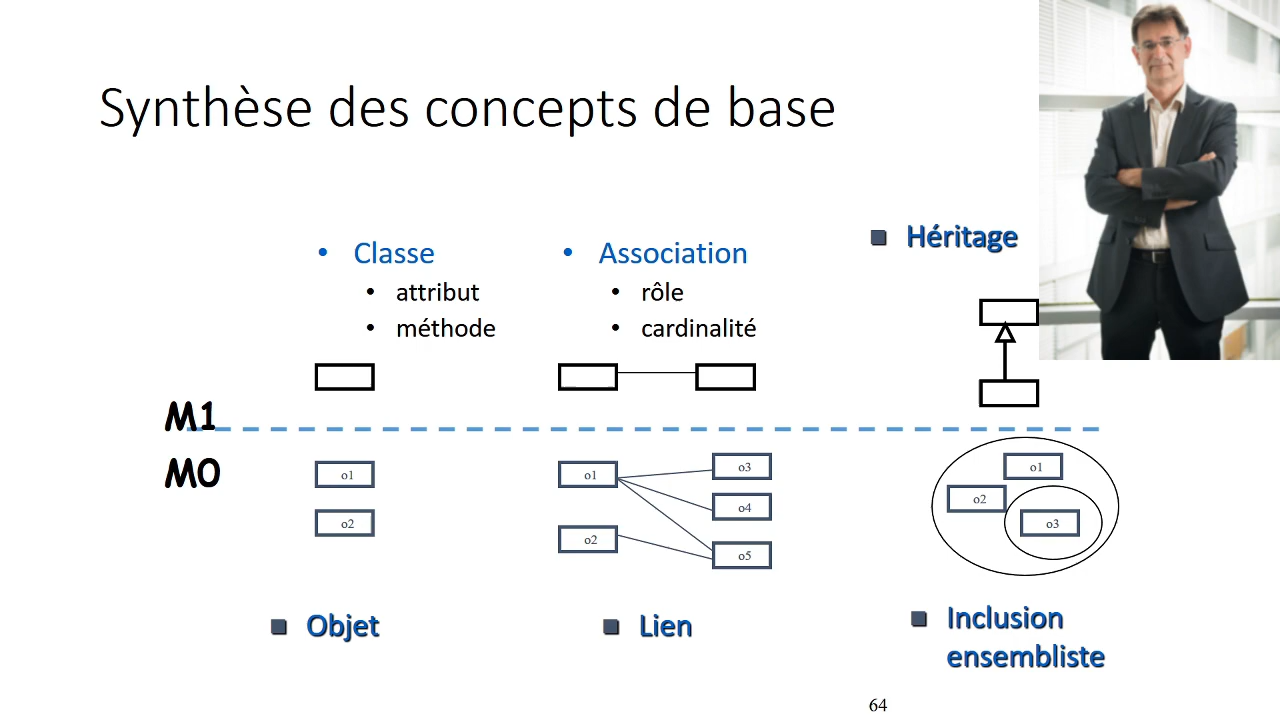 Synthèse des concepts de base
• Classe
• attribut
• méthode
• Association
• rôle
• cardinalité
Héritage
M1
M0
o1
o2
o1
o2
o3
o4
o5
o1
o2
o3
Objet
Lien
Inclusion
ensembliste
64